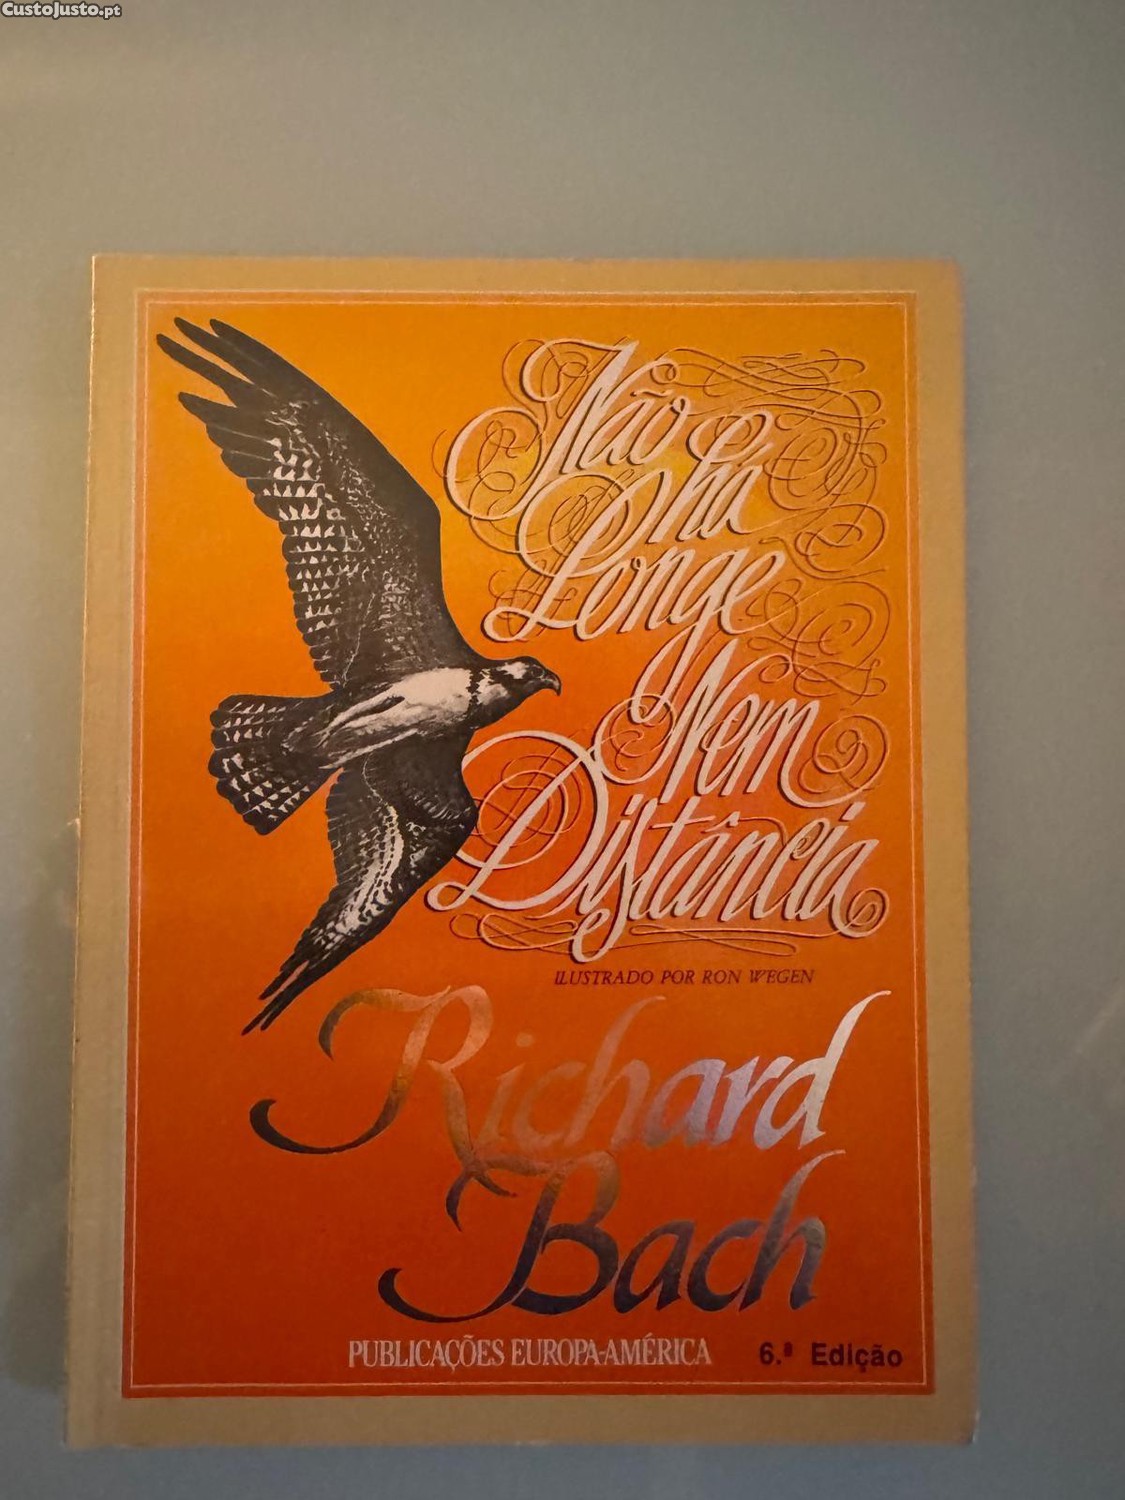 CustoJusto.pt
Não
há
Longe
Nem
Distância
ILUSTRADO POR RON WEGEN
Richard
Bach
PUBLICAÇÕES EUROPA-AMÉRICA 6.ª Edição